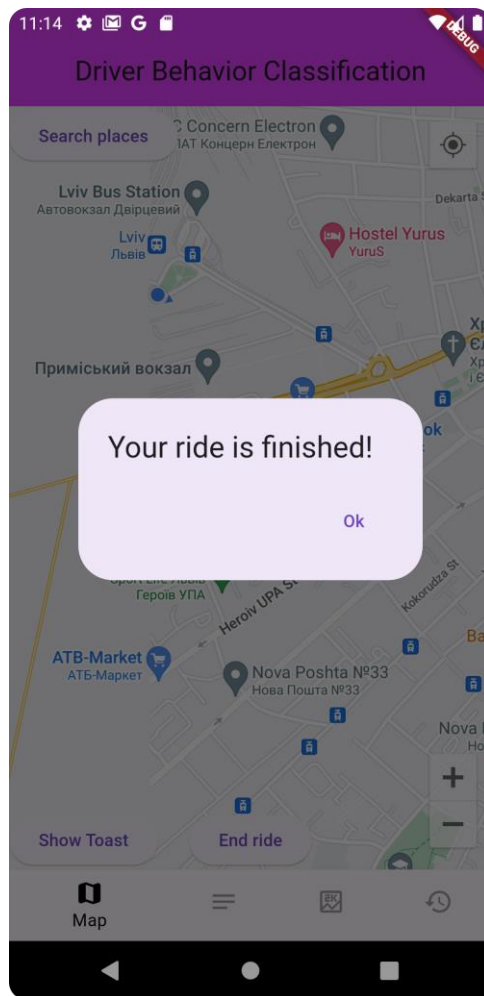 11:14
DEBUG
Driver Behavior Classification
Concern Electron
ПАТ Концерн Електрон
Search places
Lviv Bus Station
Автовокзал Двірцевий
Dekarta
Lviv
Львів
Hostel Yurus
YuruS
Приміський вокзал
Your ride is finished!
ok
Ok
Героїв УПА
Heroiv UPA St
Kokorudza St
ATB-Market
АТБ-Маркет
Nova Poshta №33
Нова Пошта №33
Nova
Show Toast
End ride
Map